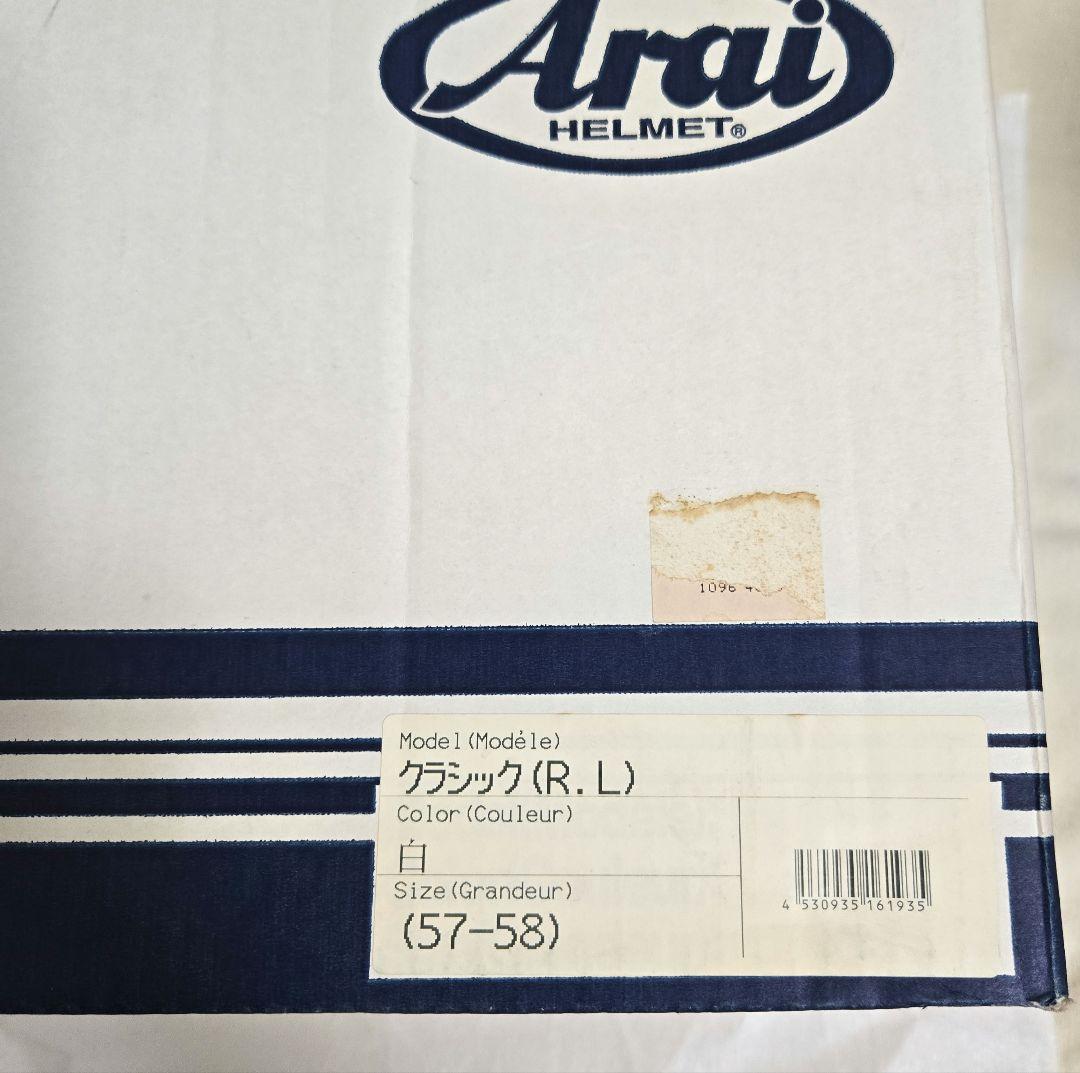 Arai
HELMET®
1096
Model(Modéle)
クラシック(R.L)
Color(Couleur)
白
Size(Grandeur)
(57-58)
4 530935 161935